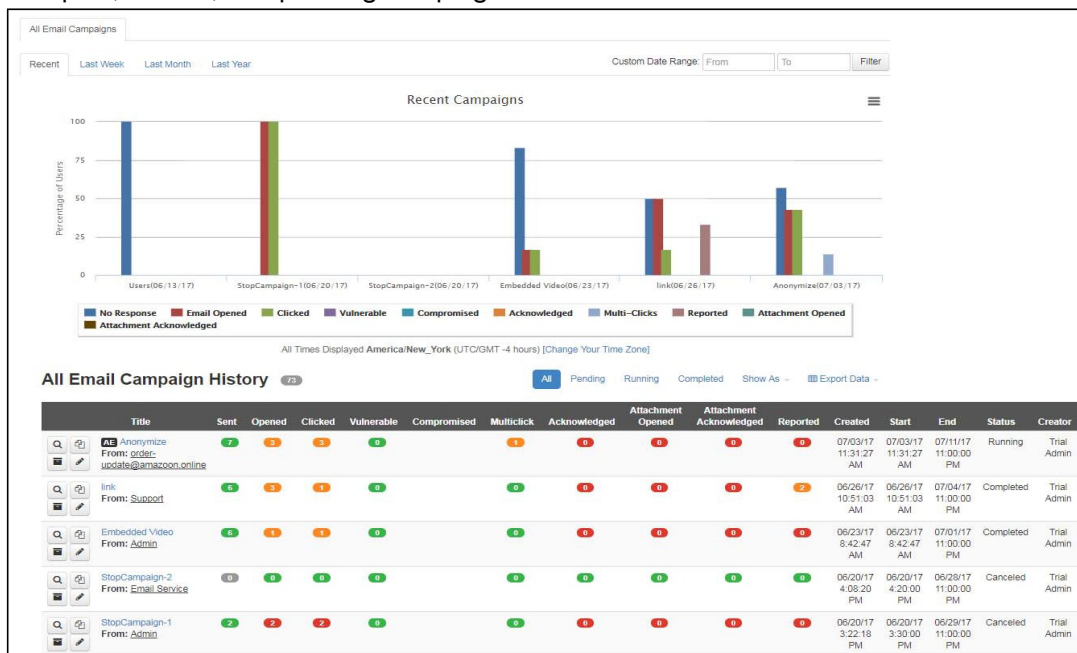 All Email Campaigns
Recent Last Week Last Month Last Year Custom Date Range: From To Filter
Recent Campaigns
100
75
50
25
0
Percentage of Users
Users(06/13/17) StopCampaign-1(06/20/17) StopCampaign-2(06/20/17) Embedded Video(06/23/17) link(06/26/17) Anonymize(07/03/17)
No Response Email Opened Clicked Vulnerable Compromised Acknowledged Multi-Clicks Reported Attachment Opened
Attachment Acknowledged
All Times Displayed America/New_York (UTC/GMT -4 hours) [Change Your Time Zone]
All Email Campaign History 73 All Pending Running Completed Show As Export Data
Title Sent Opened Clicked Vulnerable Compromised Multiclick Acknowledged Attachment Opened Attachment Acknowledged Reported Created Start End Status Creator
AE Anonymize 7 3 3 0 1 0 0 0 0 07/03/17 07/03/17 07/11/17 Running Trial
From: order- 11:31:27 11:31:27 11:00:00 Admin
update@amazoon.online AM AM PM
link 6 3 1 0 0 0 0 0 2 06/26/17 06/26/17 07/04/17 Completed Trial
From: Support 10:51:03 10:51:03 11:00:00 Admin
AM AM PM
Embedded Video 6 1 1 0 0 0 0 0 0 06/23/17 06/23/17 07/01/17 Completed Trial
From: Admin 8:42:47 8:42:47 11:00:00 Admin
AM AM PM
StopCampaign-2 0 0 0 0 0 0 0 0 0 06/20/17 06/20/17 06/28/17 Canceled Trial
From: Email Service 4:08:20 4:20:00 11:00:00 Admin
PM PM PM
StopCampaign-1 2 2 2 0 0 0 0 0 0 06/20/17 06/20/17 06/29/17 Canceled Trial
From: Admin 3:22:18 3:30:00 11:00:00 Admin
PM PM PM